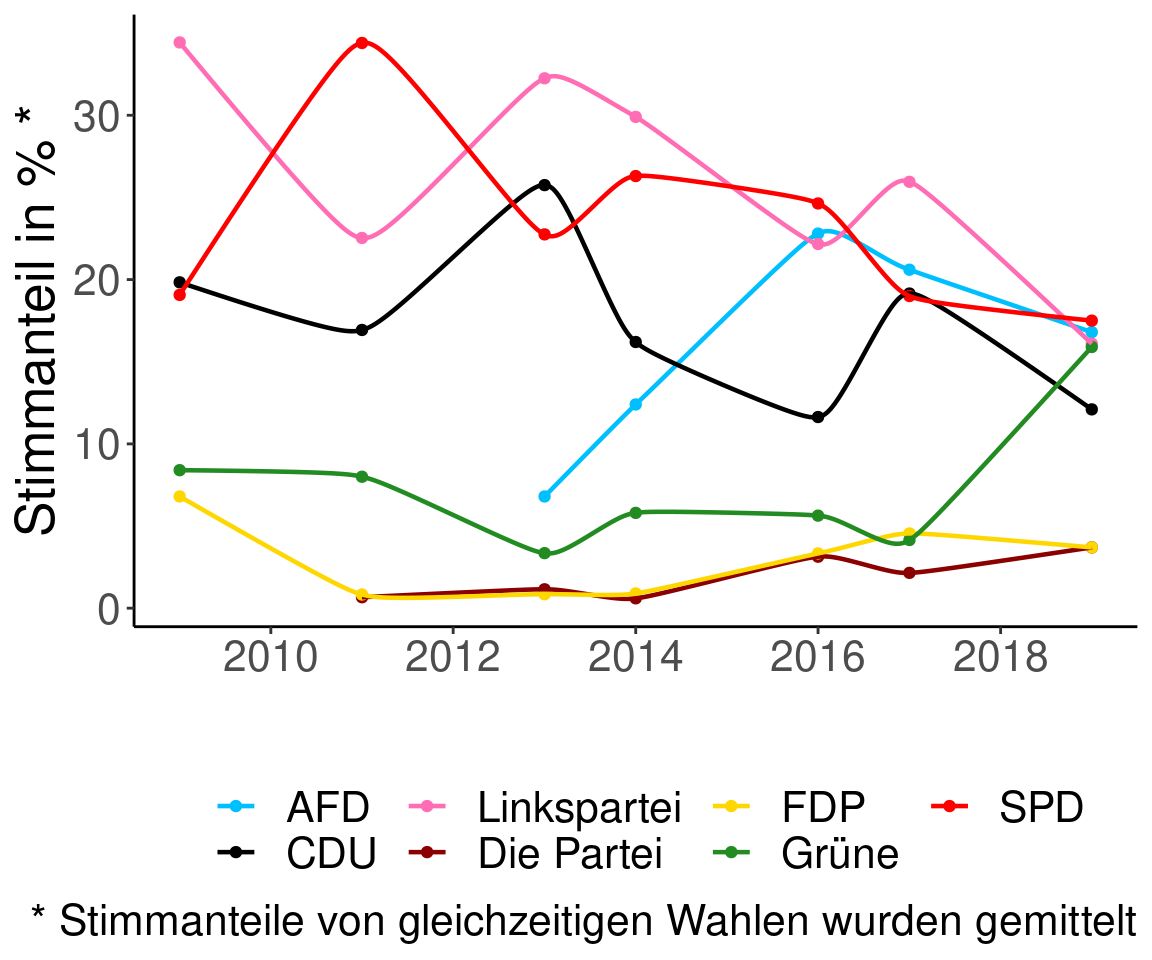 Stimmanteil in % *
30
20
10
0
2010 2012 2014 2016 2018
AFD Linkspartei FDP SPD
CDU Die Partei Grüne
* Stimmanteile von gleichzeitigen Wahlen wurden gemittelt